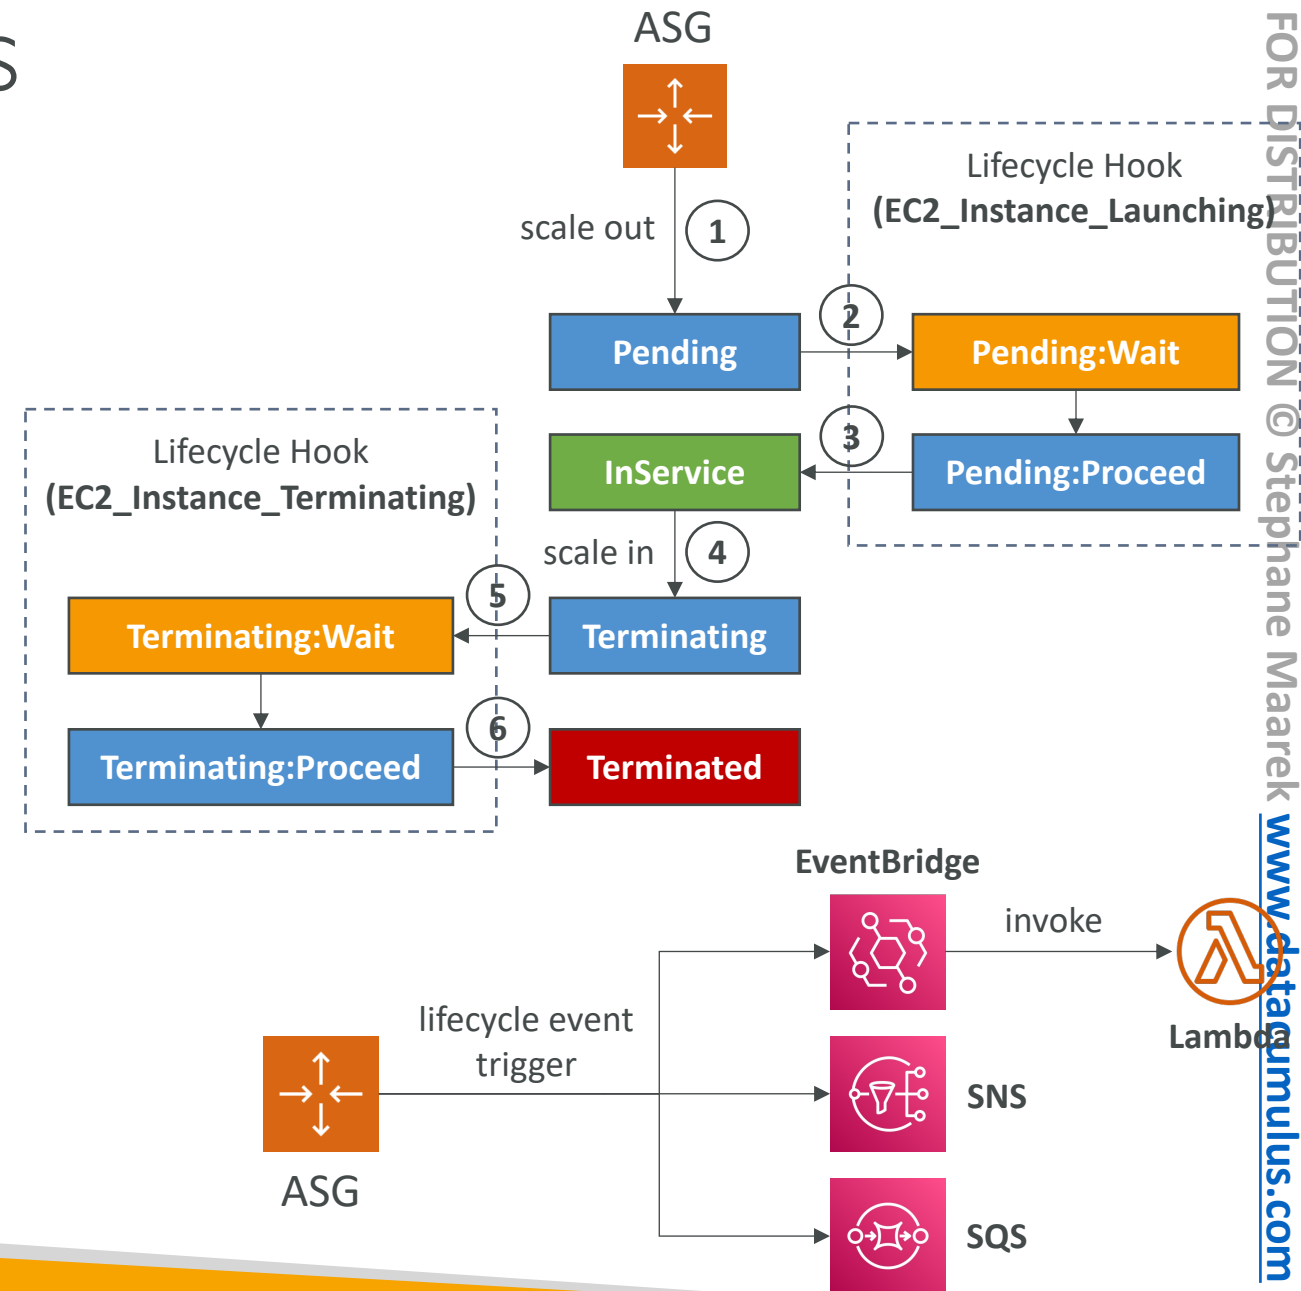 S
ASG
Lifecycle Hook
(EC2_Instance_Launching)
scale out
1
2
Pending
Pending:Wait
3
Lifecycle Hook
(EC2_Instance_Terminating)
InService
Pending:Proceed
scale in
4
5
Terminating:Wait
Terminating
6
Terminating:Proceed
Terminated
EventBridge
invoke
lifecycle event
trigger
Lambda
SNS
ASG
SQS
FOR DISTRIBUTION © Stephane Maarek www.datacumulus.com